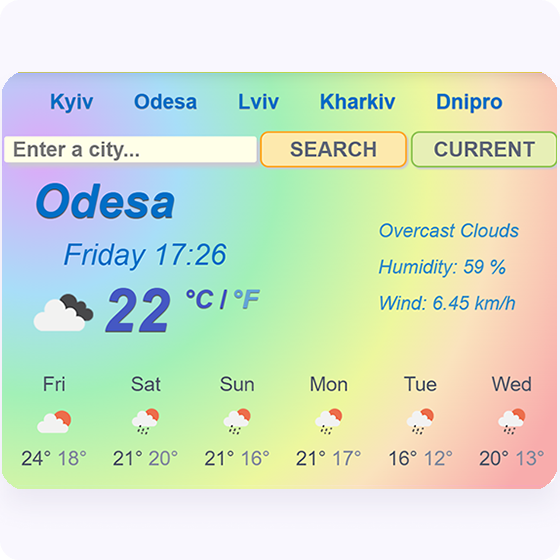 Kyiv Odesa Lviv Kharkiv Dnipro
Enter a city... SEARCH CURRENT
Odesa
Friday 17:26
22 °C / °F
Overcast Clouds
Humidity: 59 %
Wind: 6.45 km/h
Fri Sat Sun Mon Tue Wed
24° 18° 21° 20° 21° 16° 21° 17° 16° 12° 20° 13°